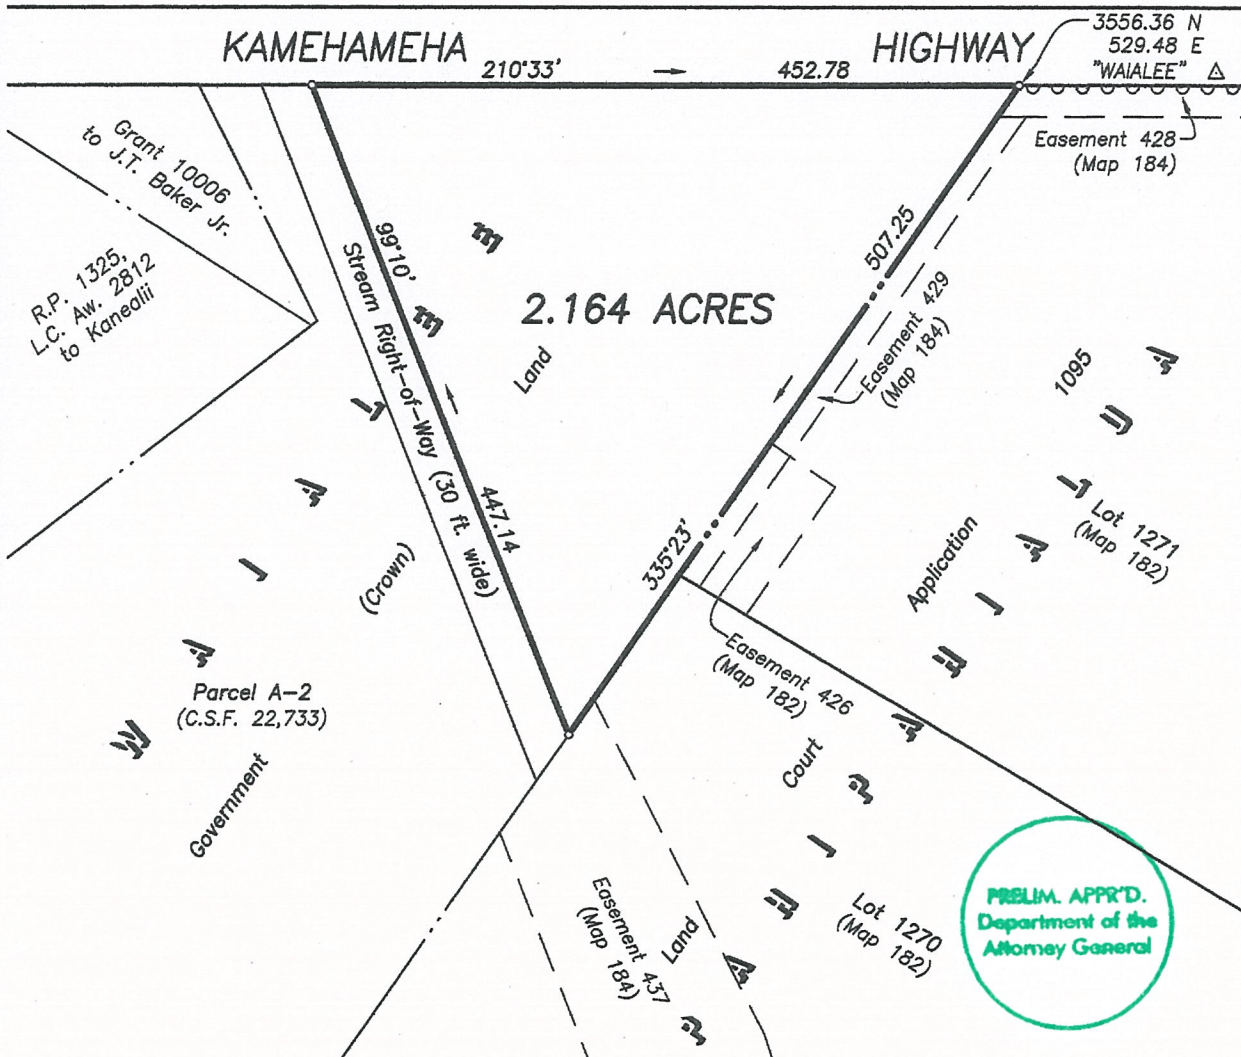 KAMEHAMEHA HIGHWAY
3556.36 N
529.48 E
"WAIALEE"
210°33' → 452.78
Easement 428
(Map 184)
Grant 10006
to J.T. Baker Jr.
R.P. 1325,
L.C. Aw. 2812
to Kanealii
99°10'
447.14
Stream Right-of-Way (30 ft. wide)
2.164 ACRES
507.25
335°23'
Easement 429
(Map 184)
1095
Lot 1271
(Map 182)
Application
Land
(Crown)
Government
Parcel A-2
(C.S.F. 22,733)
Easement 426
(Map 182)
Court
Land
Lot 1270
(Map 182)
Easement 437
(Map 184)
PRELIM. APPR'D.
Department of the
Attorney General